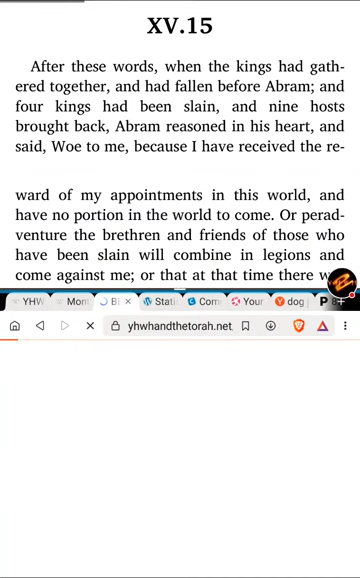 XV.15
After these words, when the kings had gath-
ered together, and had fallen before Abram; and
four kings had been slain, and nine hosts
brought back, Abram reasoned in his heart, and
said, Woe to me, because I have received the re-
ward of my appointments in this world, and
have no portion in the world to come. Or perad-
venture the brethren and friends of those who
have been slain will combine in legions and
come against me; or that at that time there
YHW Mont Bl Stati Com Your dog
yhwhandthetorah.net